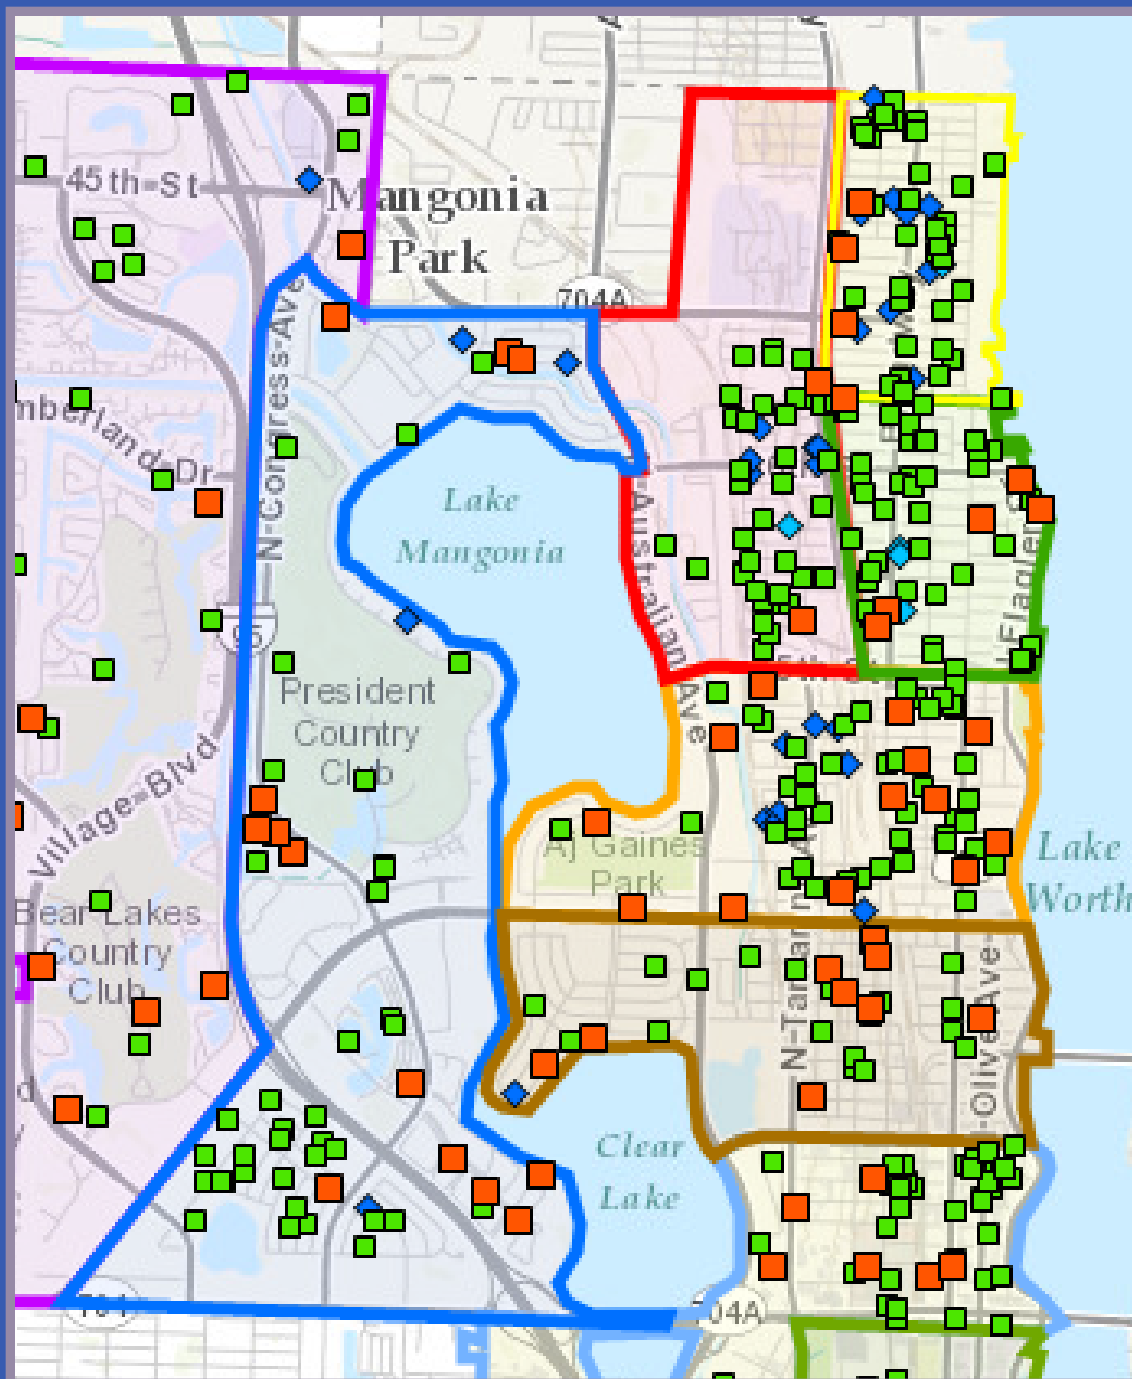 45th-St
Mangonia
Park
704A
N-Congress-Ave
mberland-Dr
Lake
Mangonia
Australian Ave
Flagler
95
President
Country
Club
Village-Blvd
Aj Gaines
Park
Lake
Worth
Bear Lakes
Country
Club
N-Tamarind Ave
Olive-Ave
Clear
Lake
704
704A